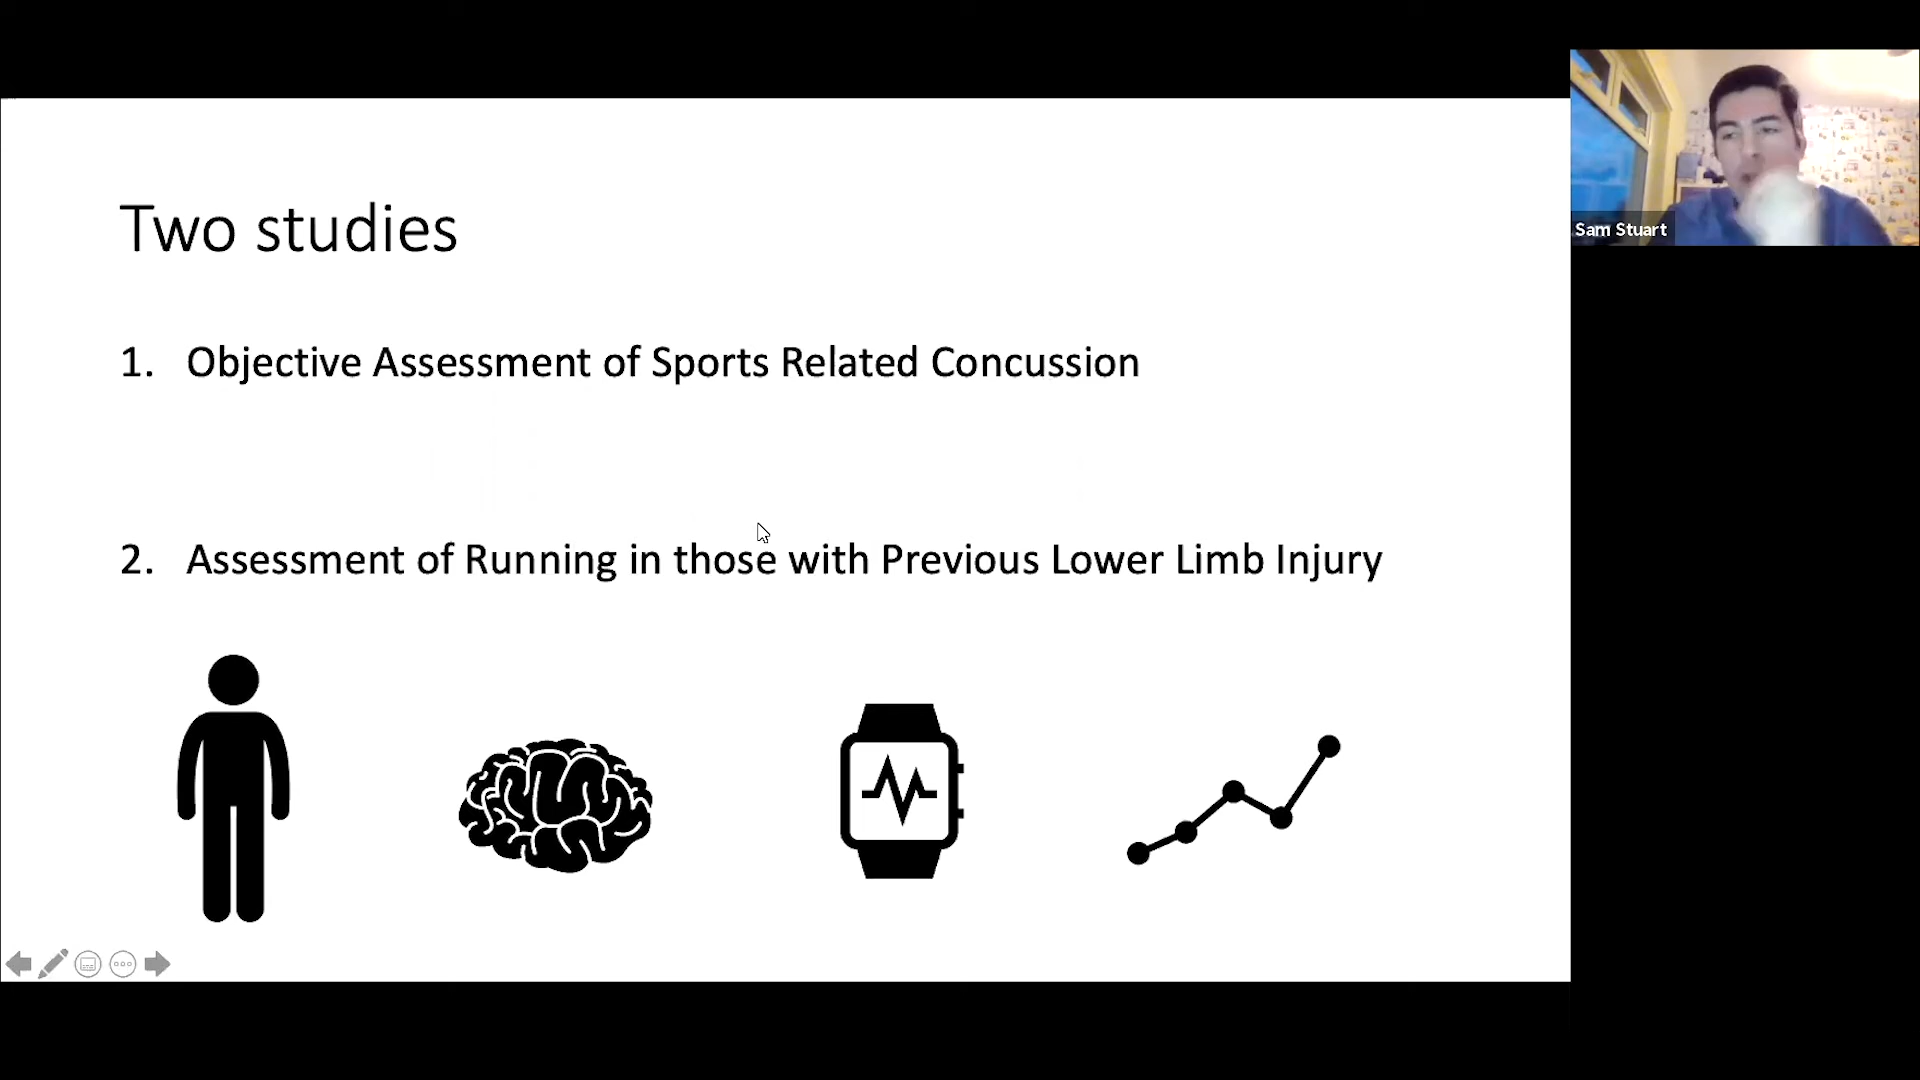 Two studies
1. Objective Assessment of Sports Related Concussion
2. Assessment of Running in those with Previous Lower Limb Injury
Sam Stuart